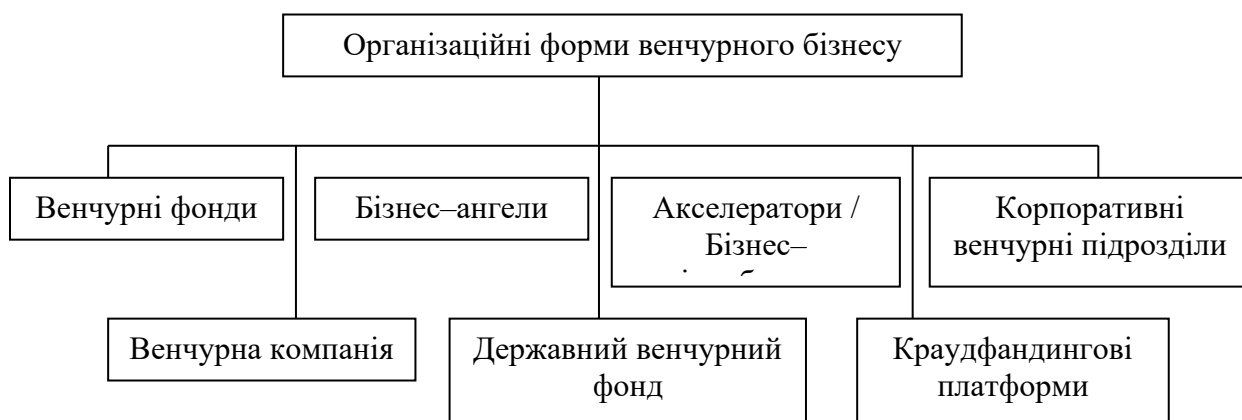 Організаційні форми венчурного бізнесу
Венчурні фонди
Бізнес–ангели
Акселератори /
Бізнес–
Корпоративні
венчурні підрозділи
Венчурна компанія
Державний венчурний
фонд
Краудфандингові
платформи